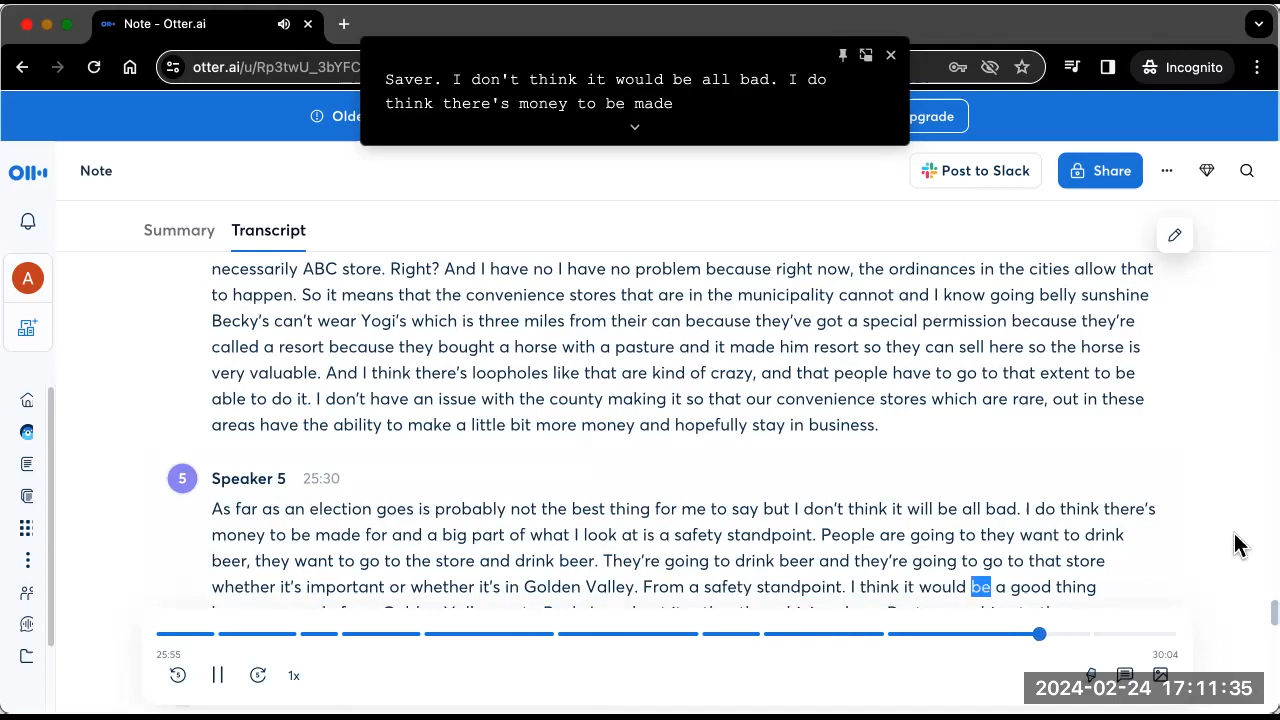 Note - Otter.ai
otter.ai/u/Rp3twU_3bYFC
Incognito
Saver. I don't think it would be all bad. I do
think there's money to be made
Olde
pgrade
Note
Post to Slack
Share
Summary
Transcript
A
necessarily ABC store. Right? And I have no I have no problem because right now, the ordinances in the cities allow that
to happen. So it means that the convenience stores that are in the municipality cannot and I know going belly sunshine
Becky's can't wear Yogi's which is three miles from their can because they've got a special permission because they're
called a resort because they bought a horse with a pasture and it made him resort so they can sell here so the horse is
very valuable. And I think there's loopholes like that are kind of crazy, and that people have to go to that extent to be
able to do it. I don't have an issue with the county making it so that our convenience stores which are rare, out in these
areas have the ability to make a little bit more money and hopefully stay in business.
5 Speaker 5 25:30
As far as an election goes is probably not the best thing for me to say but I don't think it will be all bad. I do think there's
money to be made for and a big part of what I look at is a safety standpoint. People are going to they want to drink
beer, they want to go to the store and drink beer. They're going to drink beer and they're going to go to that store
whether it's important or whether it's in Golden Valley. From a safety standpoint. I think it would be a good thing
25:55
30:04
5
5
1x
2024-02-24 17:11:35